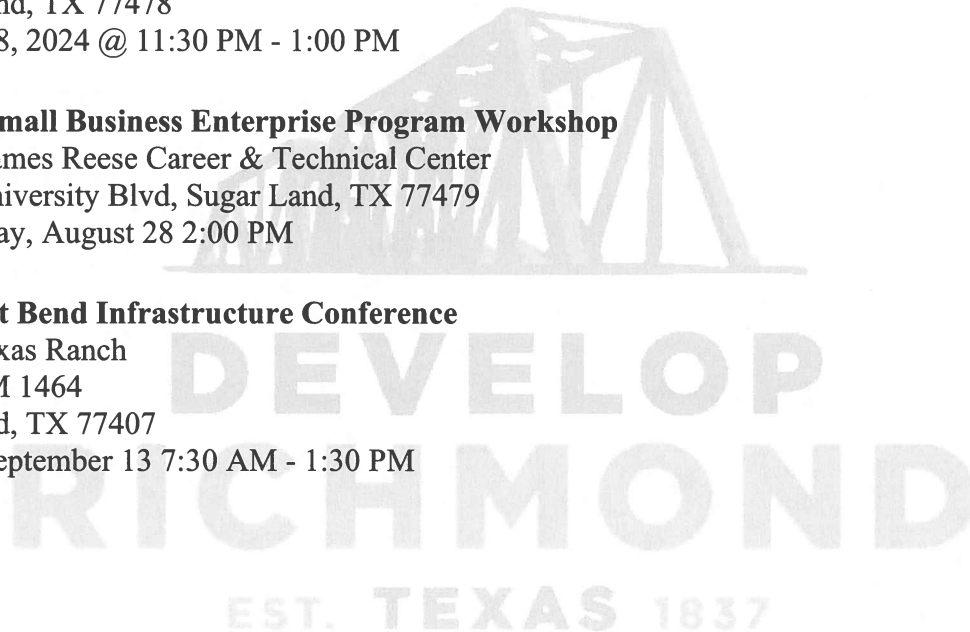 nd, TX 77478
8, 2024 @ 11:30 PM - 1:00 PM
mall Business Enterprise Program Workshop
ames Reese Career & Technical Center
niversity Blvd, Sugar Land, TX 77479
ay, August 28 2:00 PM
t Bend Infrastructure Conference
xas Ranch
M 1464
d, TX 77407
eptember 13 7:30 AM - 1:30 PM
DEVELOP
RICHMOND
EST. TEXAS 1837